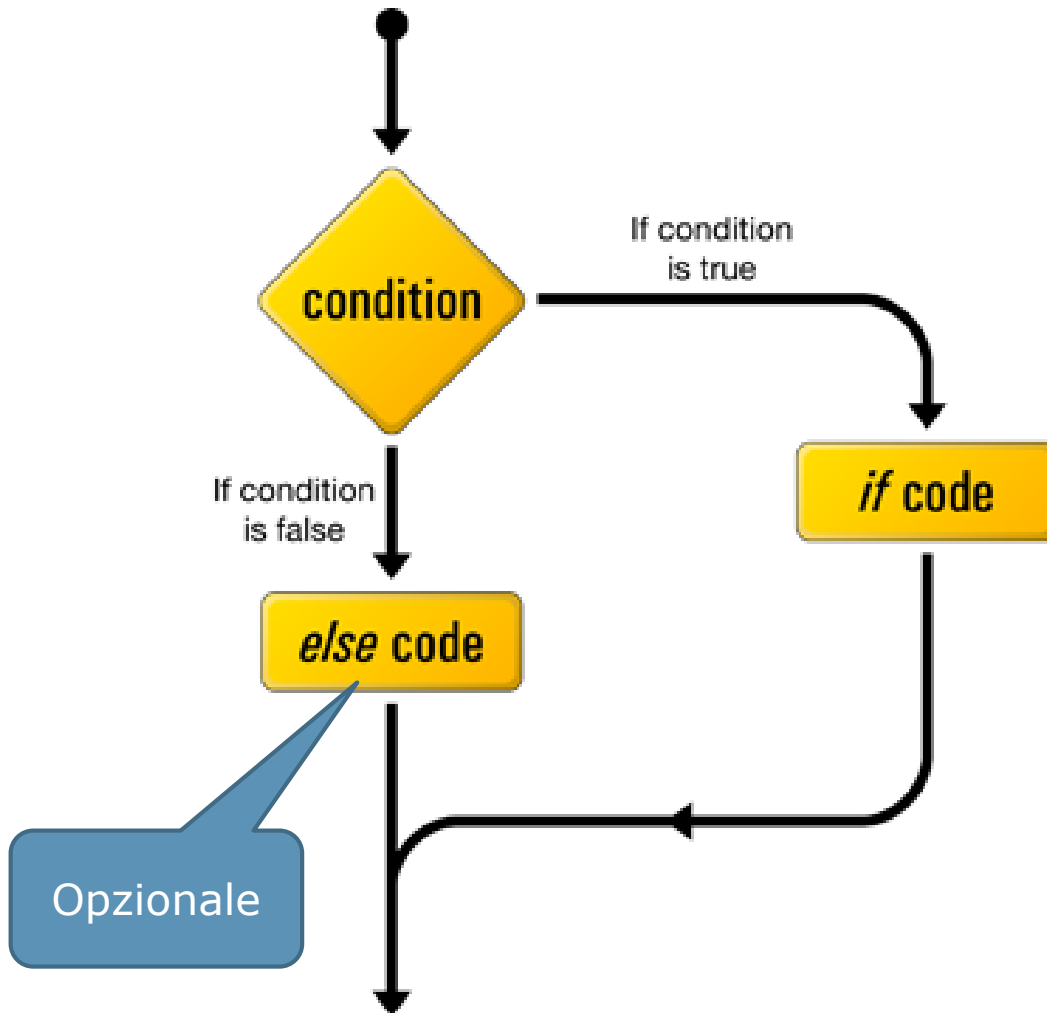 condition
If condition
is true
If condition
is false
if code
else code
Opzionale